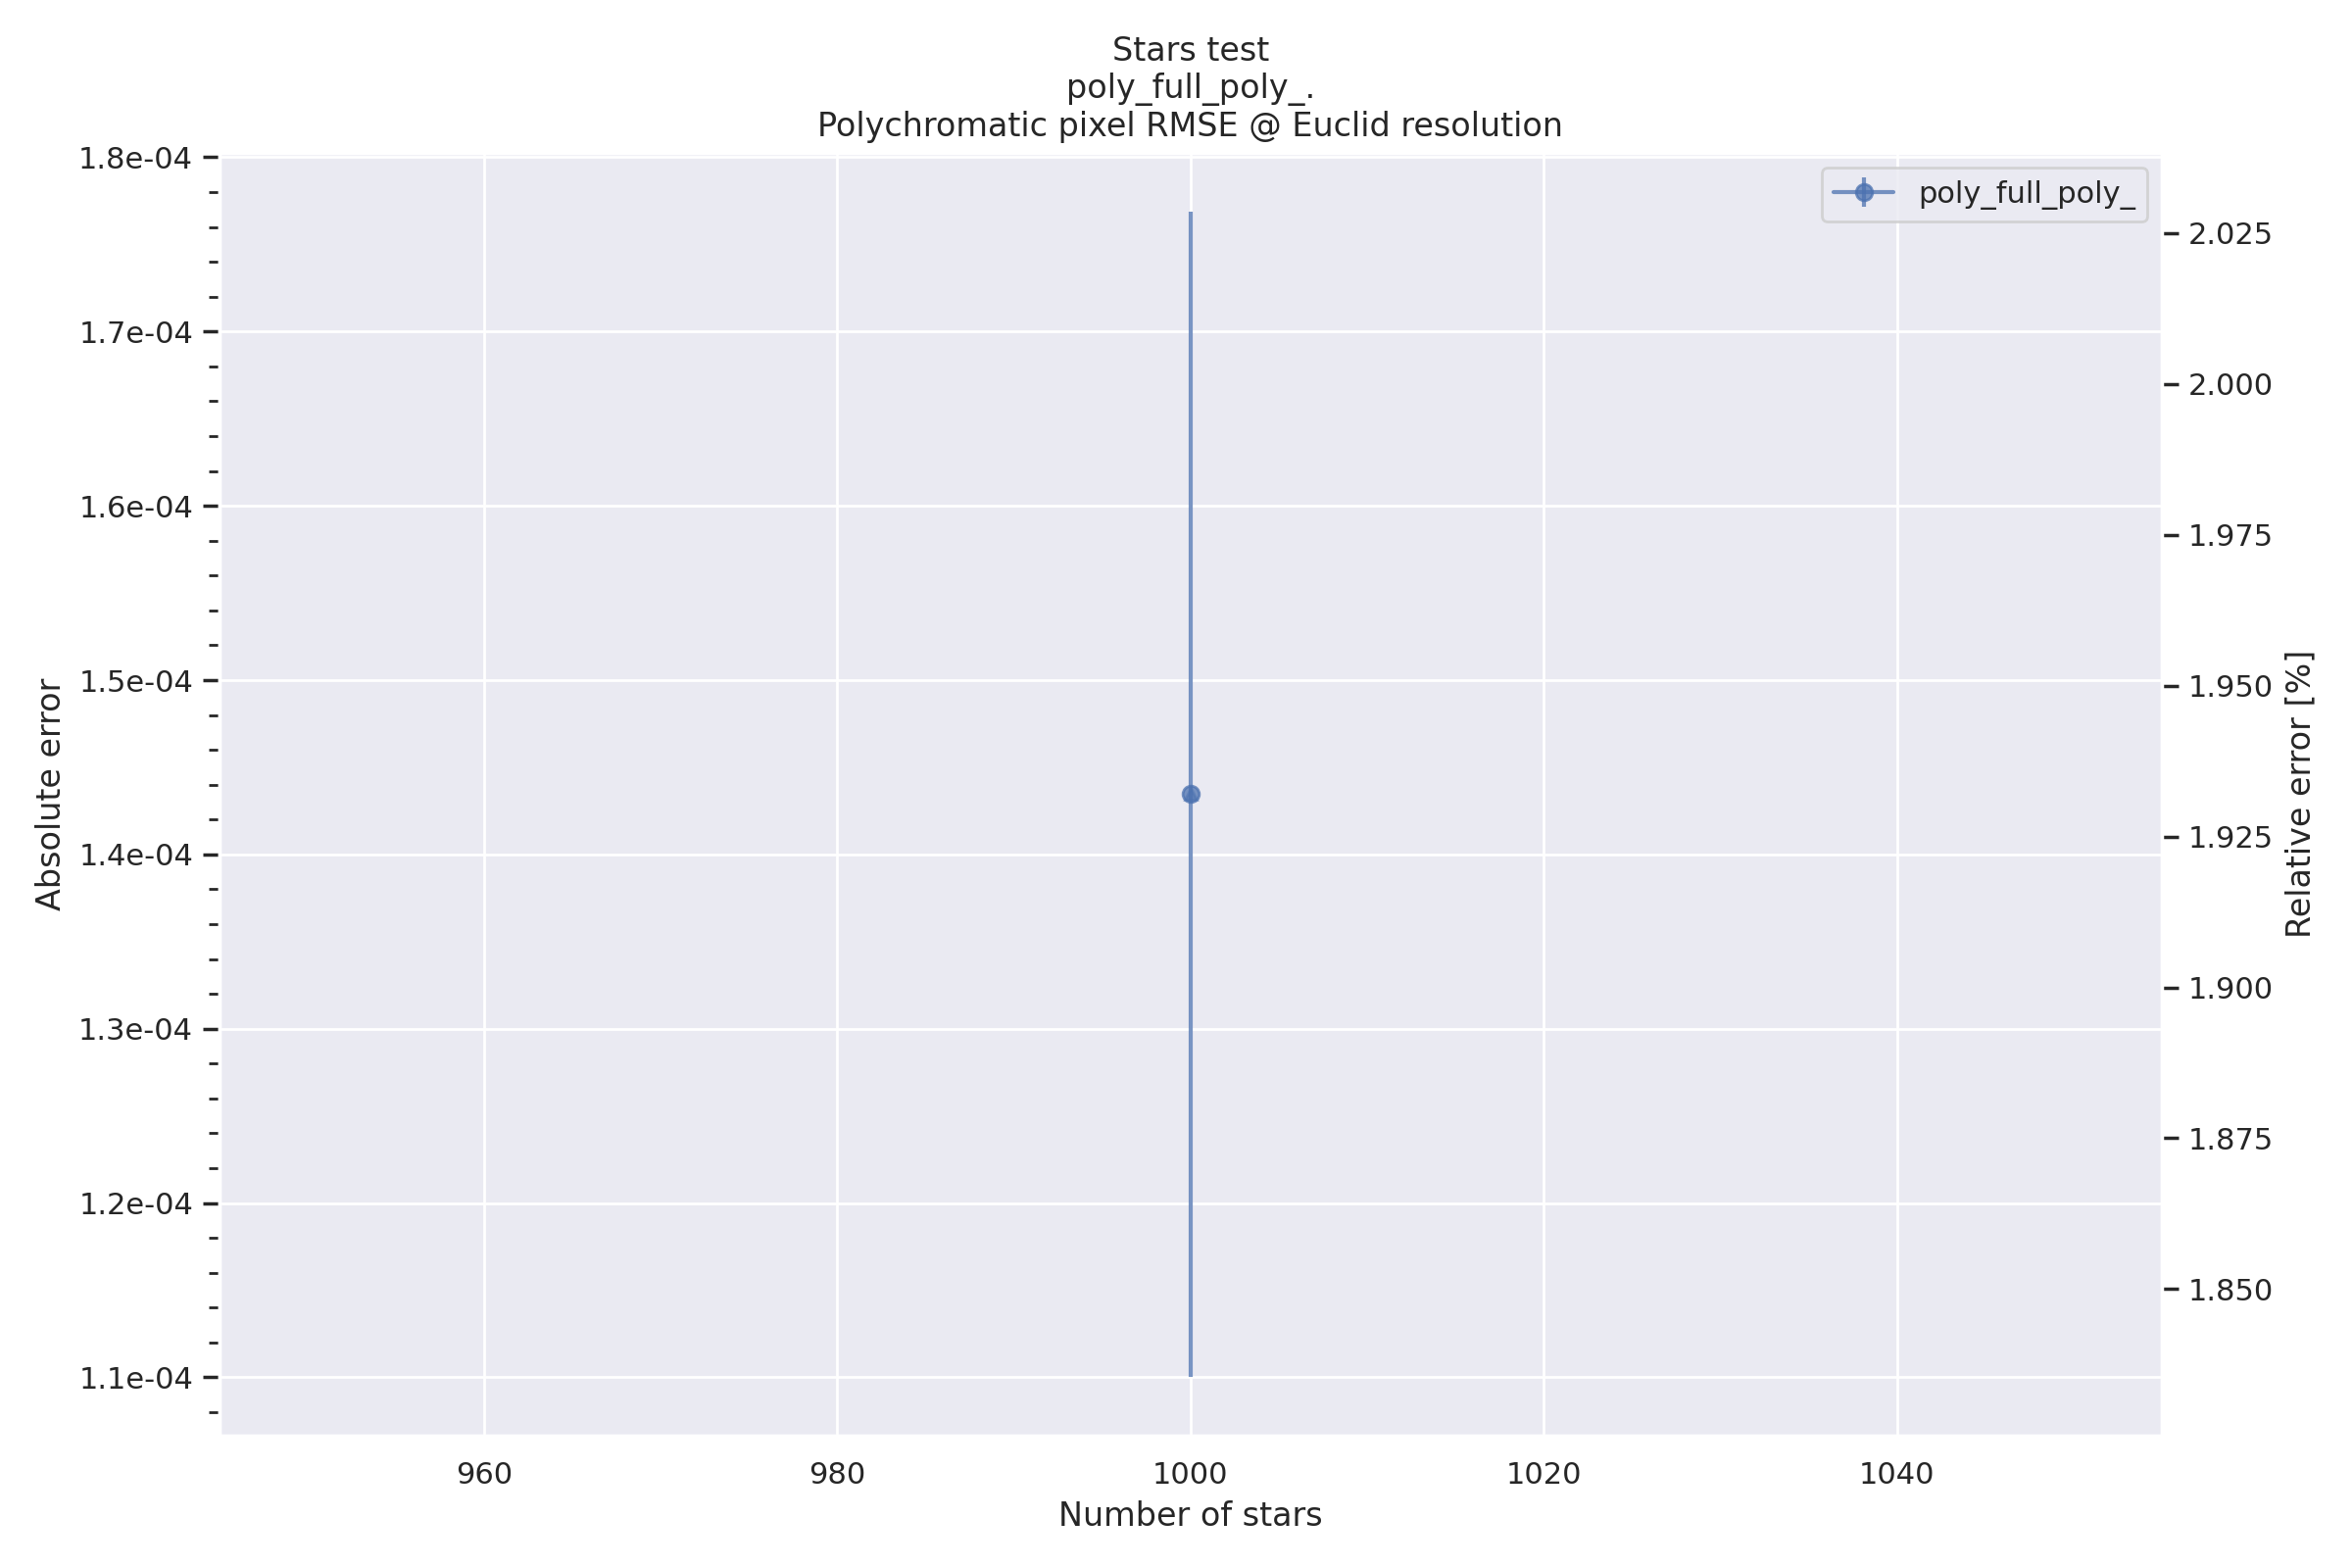 Stars test
poly_full_poly_.
Polychromatic pixel RMSE @ Euclid resolution
poly_full_poly_
Absolute error
1.8e-04
1.7e-04
1.6e-04
1.5e-04
1.4e-04
1.3e-04
1.2e-04
1.1e-04
2.025
2.000
1.975
1.950
1.925
1.900
1.875
1.850
Relative error [%]
960
980
1000
1020
1040
Number of stars